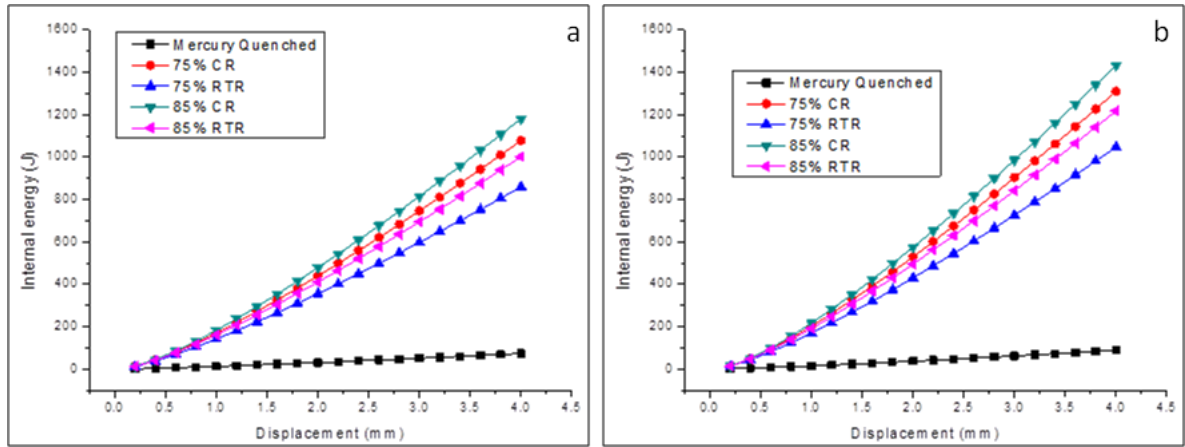 a
1600
1400
1200
1000
800
600
400
200
0
Internal energy (J)
Mercury Quenched
75% CR
75% RTR
85% CR
85% RTR
0.0 0.5 1.0 1.5 2.0 2.5 3.0 3.5 4.0 4.5
Displacement (mm)
b
1600
1400
1200
1000
800
600
400
200
0
Internal energy (J)
Mercury Quenched
75% CR
75% RTR
85% CR
85% RTR
0.0 0.5 1.0 1.5 2.0 2.5 3.0 3.5 4.0 4.5
Displacement (mm)